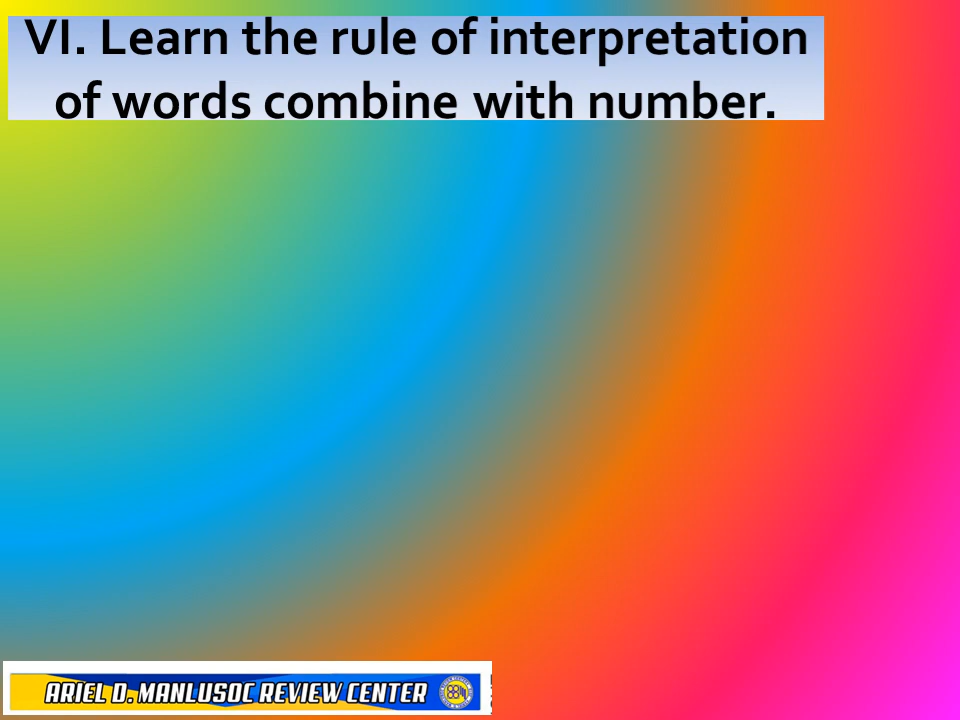 VI. Learn the rule of interpretation
of words combine with number.
ARIEL D. MANLUSOC REVIEW CENTER